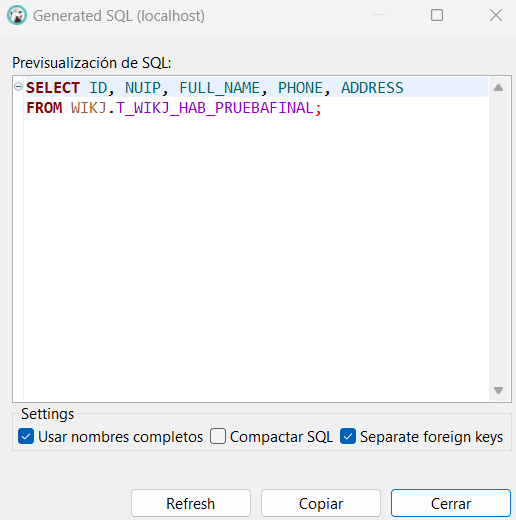 Generated SQL (localhost)
Previsualización de SQL:
SELECT ID, NUIP, FULL_NAME, PHONE, ADDRESS
FROM WIKJ.T_WIKJ_HAB_PRUEBAFINAL;
Settings
Usar nombres completos Compactar SQL Separate foreign keys
Refresh Copiar Cerrar